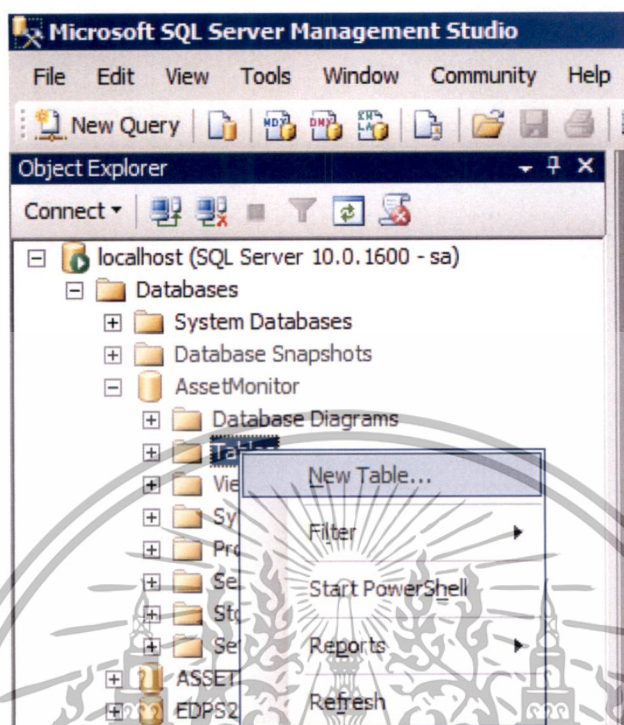 Microsoft SQL Server Management Studio
File Edit View Tools Window Community Help
New Query
Object Explorer
Connect
localhost (SQL Server 10.0.1600 - sa)
Databases
System Databases
Database Snapshots
AssetMonitor
Database Diagrams
New Table...
Filter
Start PowerShell
Reports
Refresh
ASSET
EDPS2